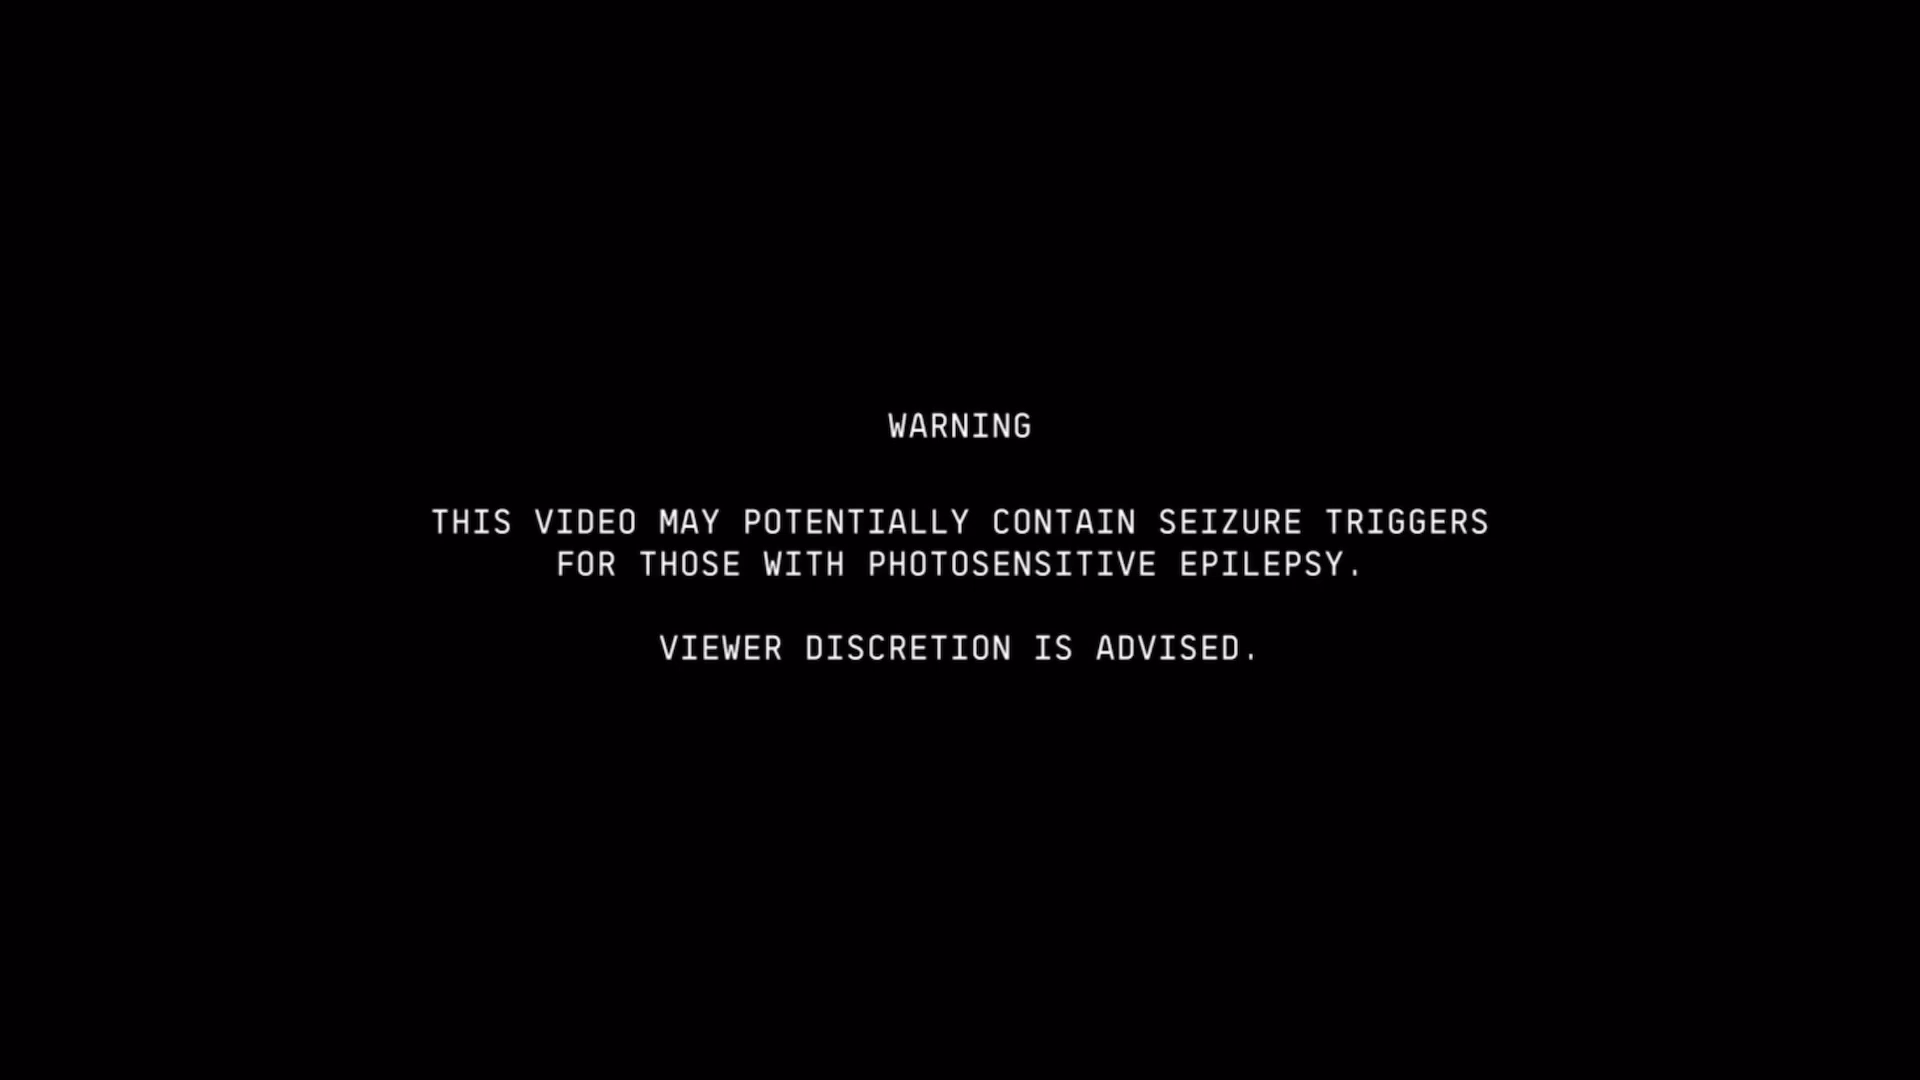 WARNING
THIS VIDEO MAY POTENTIALLY CONTAIN SEIZURE TRIGGERS
FOR THOSE WITH PHOTOSENSITIVE EPILEPSY.
VIEWER DISCRETION IS ADVISED.